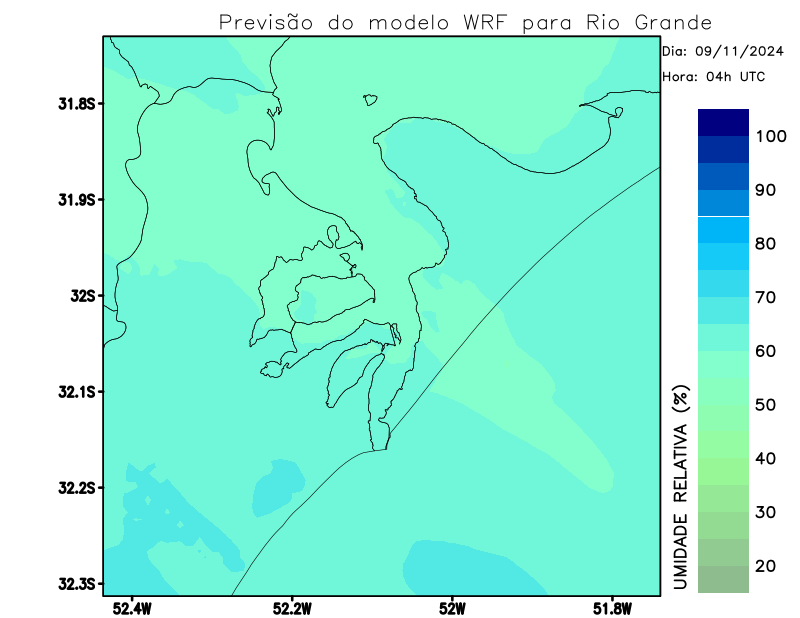 Previsão do modelo WRF para Rio Grande
Dia: 09/11/2024
Hora: 04h UTC
31.8S
31.9S
32S
32.1S
32.2S
32.3S
52.4W
52.2W
52W
51.8W
100
90
80
70
60
50
40
30
20
UMIDADE RELATIVA (%)